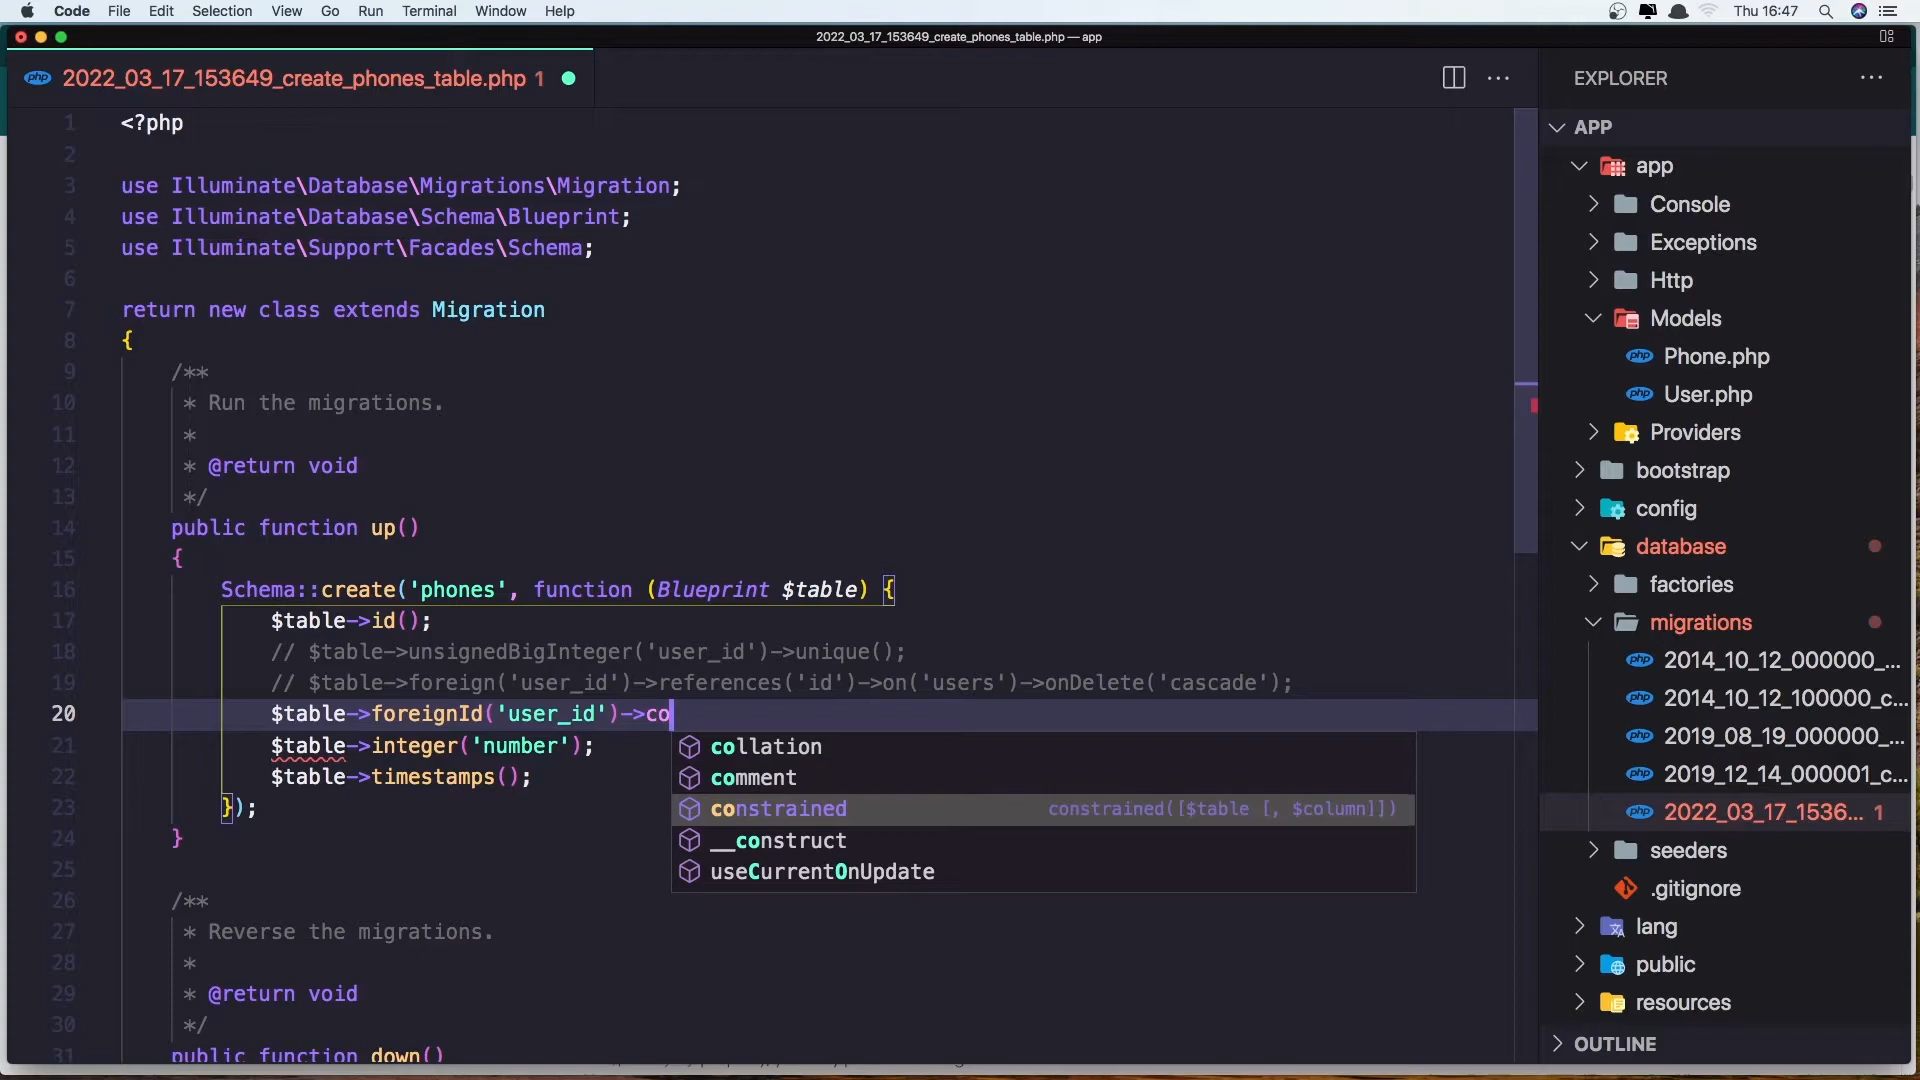 Code File Edit Selection View Go Run Terminal Window Help Thu 16:47
2022_03_17_153649_create_phones_table.php — app
php 2022_03_17_153649_create_phones_table.php 1
1 <?php
2
3 use Illuminate\Database\Migrations\Migration;
4 use Illuminate\Database\Schema\Blueprint;
5 use Illuminate\Support\Facades\Schema;
6
7 return new class extends Migration
8 {
9 /**
10 * Run the migrations.
11 *
12 * @return void
13 */
14 public function up()
15 {
16 Schema::create('phones', function (Blueprint $table) {
17 $table->id();
18 // $table->unsignedBigInteger('user_id')->unique();
19 // $table->foreign('user_id')->references('id')->on('users')->onDelete('cascade');
20 $table->foreignId('user_id')->co
21 $table->integer('number');
22 $table->timestamps();
23 });
24 }
25
26 /**
27 * Reverse the migrations.
28 *
29 * @return void
30 */
31 public function down()
collation
comment
constrained constrained([$table [, $column]])
__construct
useCurrentOnUpdate
EXPLORER
APP
app
Console
Exceptions
Http
Models
php Phone.php
php User.php
Providers
bootstrap
config
database
factories
migrations
php 2014_10_12_000000_...
php 2014_10_12_100000_c...
php 2019_08_19_000000_...
php 2019_12_14_000001_c...
php 2022_03_17_1536... 1
seeders
.gitignore
lang
public
resources
OUTLINE